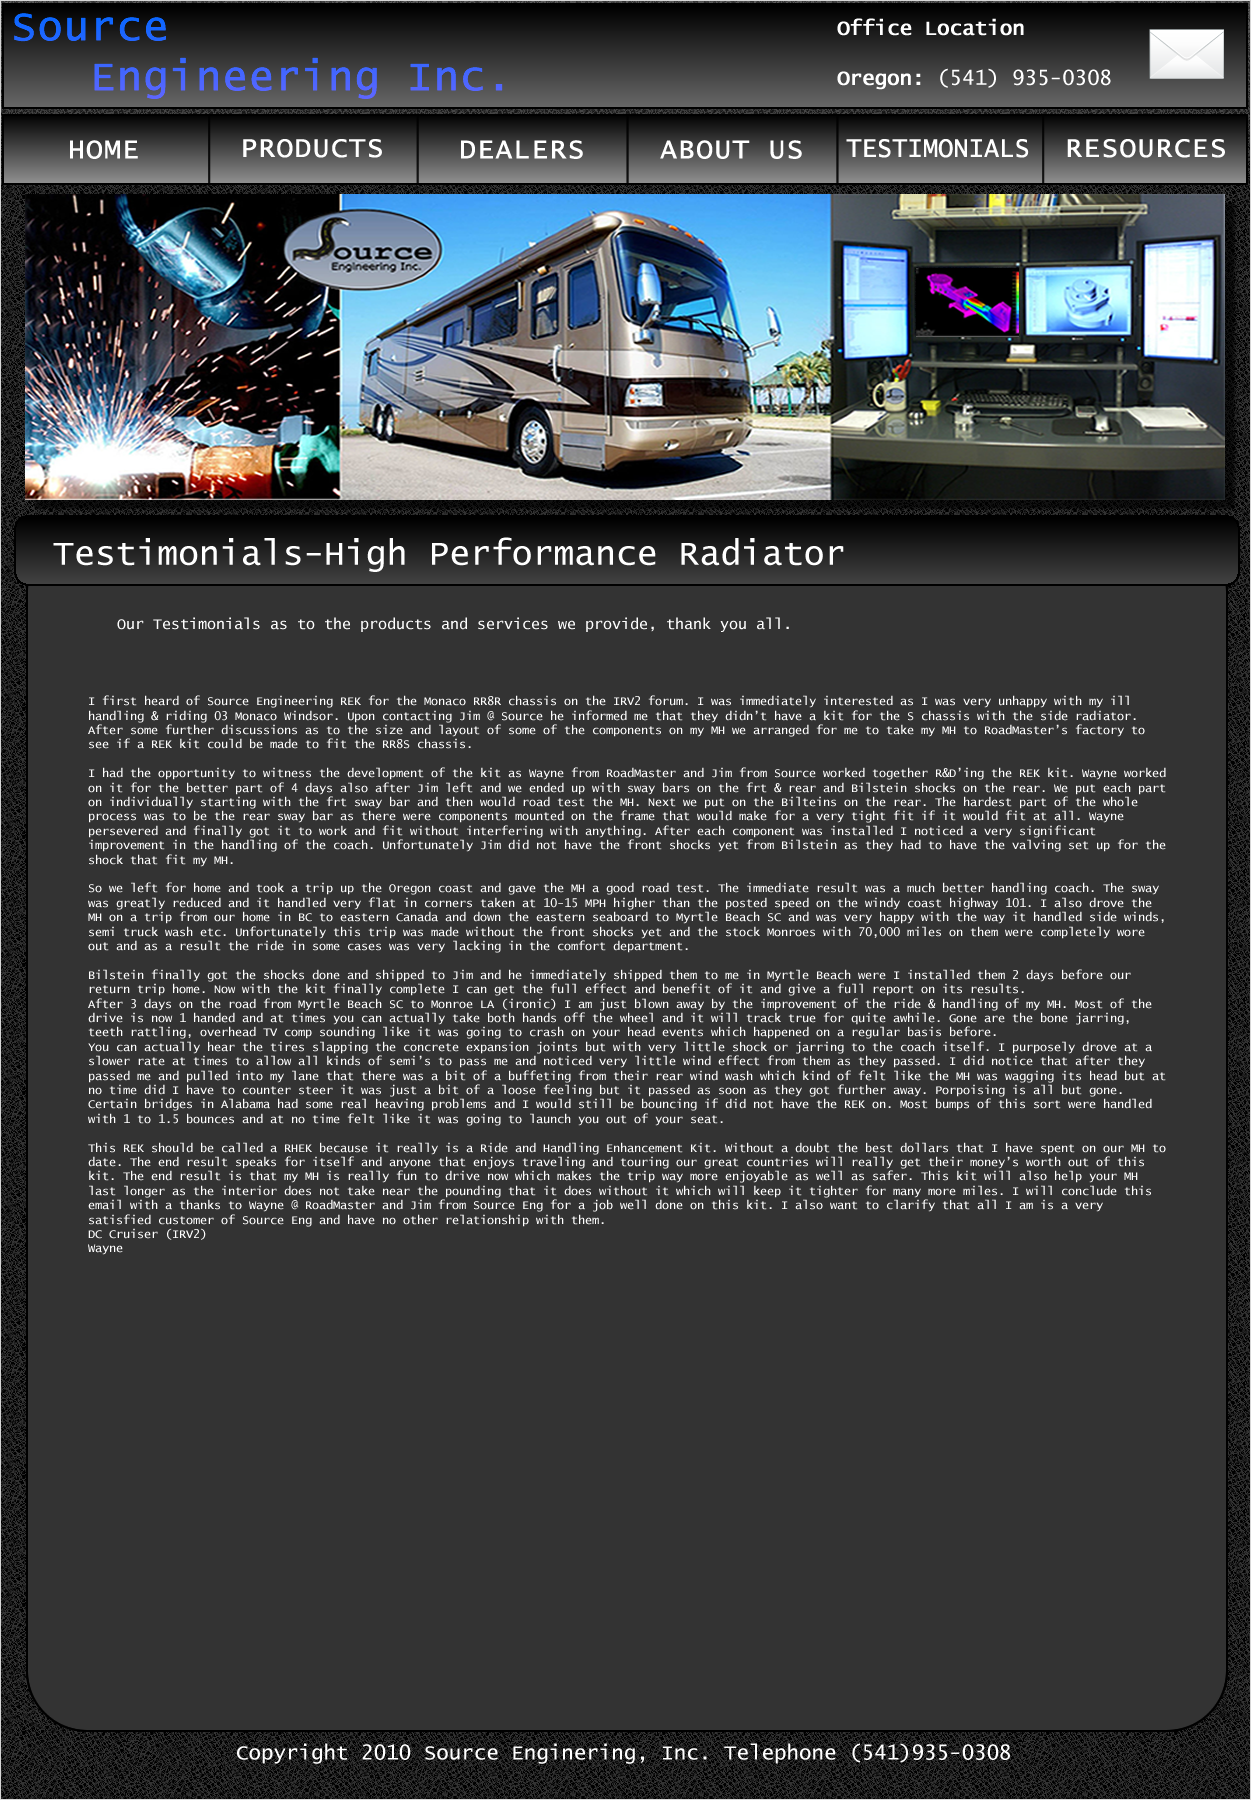 Source
Engineering Inc.
Office Location
Oregon: (541) 935-0308
HOME
PRODUCTS
DEALERS
ABOUT US
TESTIMONIALS
RESOURCES
Source
Engineering Inc.
Testimonials-High Performance Radiator
Our Testimonials as to the products and services we provide, thank you all.
I first heard of Source Engineering REK for the Monaco RR8R chassis on the IRV2 forum. I was immediately interested as I was very unhappy with my ill
handling & riding 03 Monaco Windsor. Upon contacting Jim @ Source he informed me that they didn't have a kit for the S chassis with the side radiator.
After some further discussions as to the size and layout of some of the components on my MH we arranged for me to take my MH to RoadMaster's factory to
see if a REK kit could be made to fit the RR8S chassis.
I had the opportunity to witness the development of the kit as Wayne from RoadMaster and Jim from Source worked together R&D'ing the REK kit. Wayne worked
on it for the better part of 4 days also after Jim left and we ended up with sway bars on the frt & rear and Bilstein shocks on the rear. We put each part
on individually starting with the frt sway bar and then would road test the MH. Next we put on the Bilteins on the rear. The hardest part of the whole
process was to be the rear sway bar as there were components mounted on the frame that would make for a very tight fit if it would fit at all. Wayne
persevered and finally got it to work and fit without interfering with anything. After each component was installed I noticed a very significant
improvement in the handling of the coach. Unfortunately Jim did not have the front shocks yet from Bilstein as they had to have the valving set up for the
shock that fit my MH.
So we left for home and took a trip up the Oregon coast and gave the MH a good road test. The immediate result was a much better handling coach. The sway
was greatly reduced and it handled very flat in corners taken at 10-15 MPH higher than the posted speed on the windy coast highway 101. I also drove the
MH on a trip from our home in BC to eastern Canada and down the eastern seaboard to Myrtle Beach SC and was very happy with the way it handled side winds,
semi truck wash etc. Unfortunately this trip was made without the front shocks yet and the stock Monroes with 70,000 miles on them were completely wore
out and as a result the ride in some cases was very lacking in the comfort department.
Bilstein finally got the shocks done and shipped to Jim and he immediately shipped them to me in Myrtle Beach were I installed them 2 days before our
return trip home. Now with the kit finally complete I can get the full effect and benefit of it and give a full report on its results.
After 3 days on the road from Myrtle Beach SC to Monroe LA (ironic) I am just blown away by the improvement of the ride & handling of my MH. Most of the
drive is now 1 handed and at times you can actually take both hands off the wheel and it will track true for quite awhile. Gone are the bone jarring,
teeth rattling, overhead TV comp sounding like it was going to crash on your head events which happened on a regular basis before.
You can actually hear the tires slapping the concrete expansion joints but with very little shock or jarring to the coach itself. I purposely drove at a
slower rate at times to allow all kinds of semi's to pass me and noticed very little wind effect from them as they passed. I did notice that after they
passed me and pulled into my lane that there was a bit of a buffeting from their rear wind wash which kind of felt like the MH was wagging its head but at
no time did I have to counter steer it was just a bit of a loose feeling but it passed as soon as they got further away. Porpoising is all but gone.
Certain bridges in Alabama had some real heaving problems and I would still be bouncing if did not have the REK on. Most bumps of this sort were handled
with 1 to 1.5 bounces and at no time felt like it was going to launch you out of your seat.
This REK should be called a RHEK because it really is a Ride and Handling Enhancement Kit. Without a doubt the best dollars that I have spent on our MH to
date. The end result speaks for itself and anyone that enjoys traveling and touring our great countries will really get their money's worth out of this
kit. The end result is that my MH is really fun to drive now which makes the trip way more enjoyable as well as safer. This kit will also help your MH
last longer as the interior does not take near the pounding that it does without it which will keep it tighter for many more miles. I will conclude this
email with a thanks to Wayne @ RoadMaster and Jim from Source Eng for a job well done on this kit. I also want to clarify that all I am is a very
satisfied customer of Source Eng and have no other relationship with them.
DC Cruiser (IRV2)
Wayne
Copyright 2010 Source Enginering, Inc. Telephone (541)935-0308